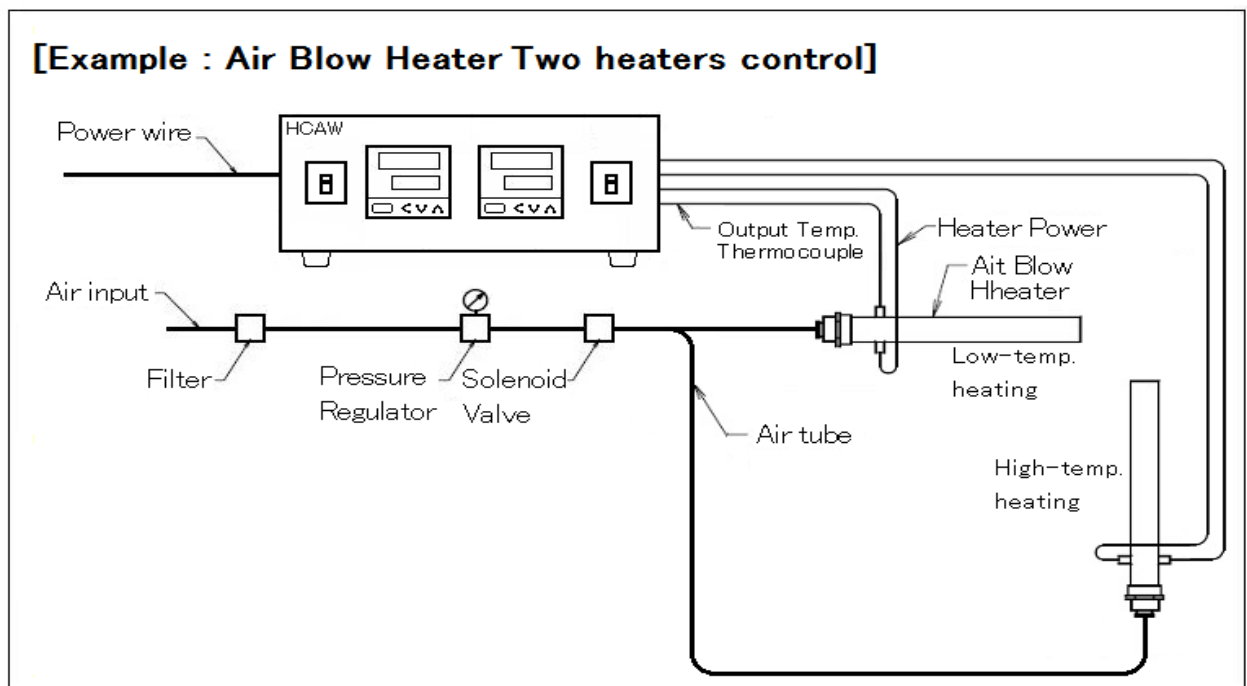 [Example : Air Blow Heater Two heaters control]
Power wire
HCAW
Output Temp.
Thermocouple
Heater Power
Ait Blow
Hheater
Air input
Low-temp.
heating
Filter
Pressure
Regulator
Solenoid
Valve
Air tube
High-temp.
heating